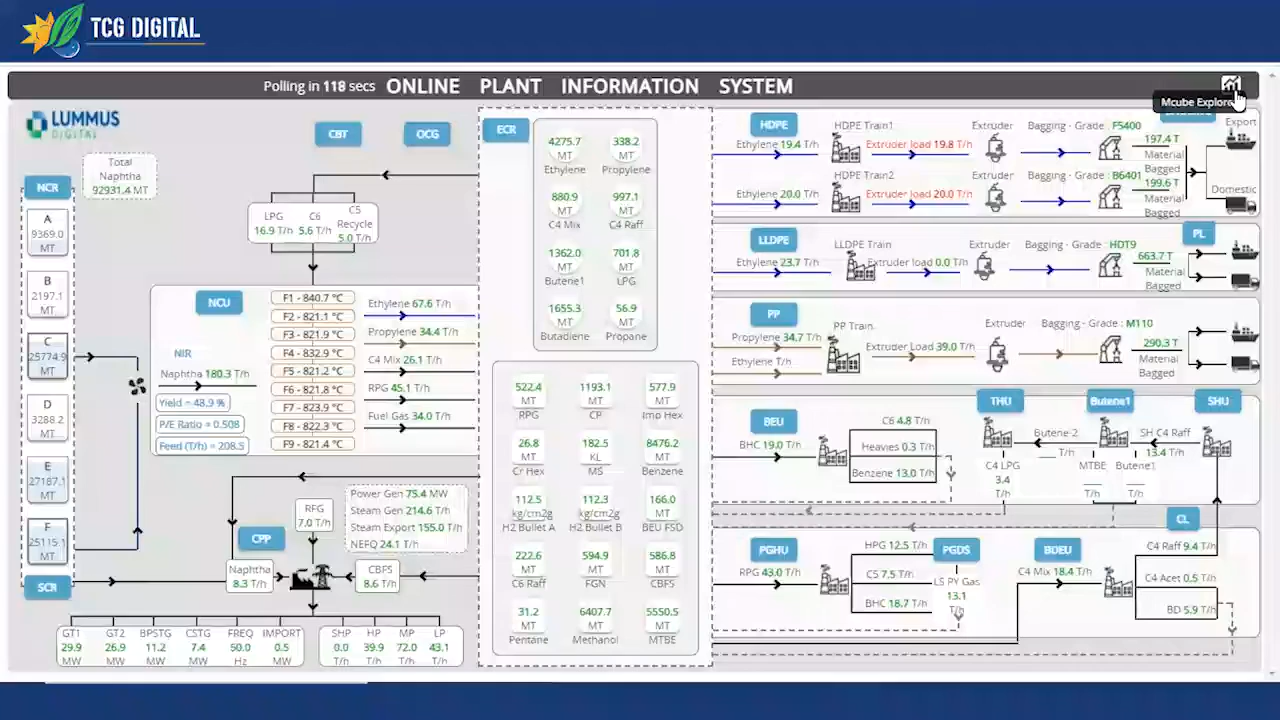 TCG DIGITAL
Polling in 118 secs ONLINE PLANT INFORMATION SYSTEM
Mcube Explore
LUMMUS
DIGITAL
CBT
OCG
Total
Naphtha
92931.4 MT
NCR
A
9369.0
MT
B
2197.1
MT
C
25774.9
MT
D
3286.2
MT
E
27187.1
MT
F
25115.1
MT
SCR
LPG
16.9 T/h
C6
5.6 T/h
C5
Recycle
5.0 T/h
NCU
NIR
Naphtha 180.3 T/h
Yield = 48.9 %
P/E Ratio = 0.508
Feed (T/h) = 208.5
F1 - 840.7 °C
F2 - 821.1 °C
F3 - 821.9 °C
F4 - 832.9 °C
F5 - 821.2 °C
F6 - 821.8 °C
F7 - 823.9 °C
F8 - 822.3 °C
F9 - 821.4 °C
Ethylene 67.6 T/h
Propylene 34.4 T/h
C4 Mix 26.1 T/h
RPG 45.1 T/h
Fuel Gas 34.0 T/h
CPP
RFG
7.0 T/h
Power Gen 75.4 MW
Steam Gen 214.6 T/h
Steam Export 155.0 T/h
NEFQ 24.1 T/h
Naphtha
8.3 T/h
CBFS
8.6 T/h
GT1
29.9
MW
GT2
26.9
MW
BPSTG
11.2
MW
CSTG
7.4
MW
FREQ
50.0
Hz
IMPORT
0.5
MW
SHP
0.0
T/h
HP
39.9
T/h
MP
72.0
T/h
LP
43.1
T/h
ECR
4275.7
MT
Ethylene
338.2
MT
Propylene
880.9
MT
C4 Mix
997.1
MT
C4 Raff
1362.0
MT
Butene1
701.8
MT
LPG
1655.3
MT
Butadiene
56.9
MT
Propane
522.4
MT
RPG
1193.1
MT
CP
577.9
MT
Imp Hex
26.8
MT
Cr Hex
182.5
KL
MS
8476.2
MT
Benzene
112.5
kg/cm2g
H2 Bullet A
112.3
kg/cm2g
H2 Bullet B
166.0
MT
BEU FSD
222.6
MT
C6 Raff
594.9
MT
FGN
586.8
MT
CBFS
31.2
MT
Pentane
6407.7
MT
Methanol
5550.5
MT
MTBE
HDPE
HDPE Train1
Extruder
Bagging - Grade : F5400
Export
Ethylene 19.4 T/h
Extruder load 19.8 T/h
197.4 T
Material
Bagged
HDPE Train2
Extruder
Bagging - Grade : B6401
Ethylene 20.0 T/h
Extruder load 20.0 T/h
199.6 T
Material
Bagged
Domestic
LLDPE
PL
LLDPE Train
Extruder
Bagging - Grade : HDT9
Ethylene 23.7 T/h
Extruder load 0.0 T/h
663.7 T
Material
Bagged
PP
PP Train
Extruder
Bagging - Grade : M110
Propylene 34.7 T/h
Extruder Load 39.0 T/h
290.3 T
Material
Bagged
Ethylene T/h
BEU
BHC 19.0 T/h
C6 4.8 T/h
Heavies 0.3 T/h
Benzene 13.0 T/h
THU
Butene1
SHU
Butene 2
T/h
SH C4 Raff
13.4 T/h
C4 LPG
3.4
T/h
MTBE
T/h
Butene1
T/h
CL
PGHU
RPG 43.0 T/h
HPG 12.5 T/h
C5 7.5 T/h
BHC 18.7 T/h
PGDS
LS PY Gas
13.1
T/h
BDEU
C4 Mix 18.4 T/h
C4 Raff 9.4 T/h
C4 Acet 0.5 T/h
BD 5.9 T/h